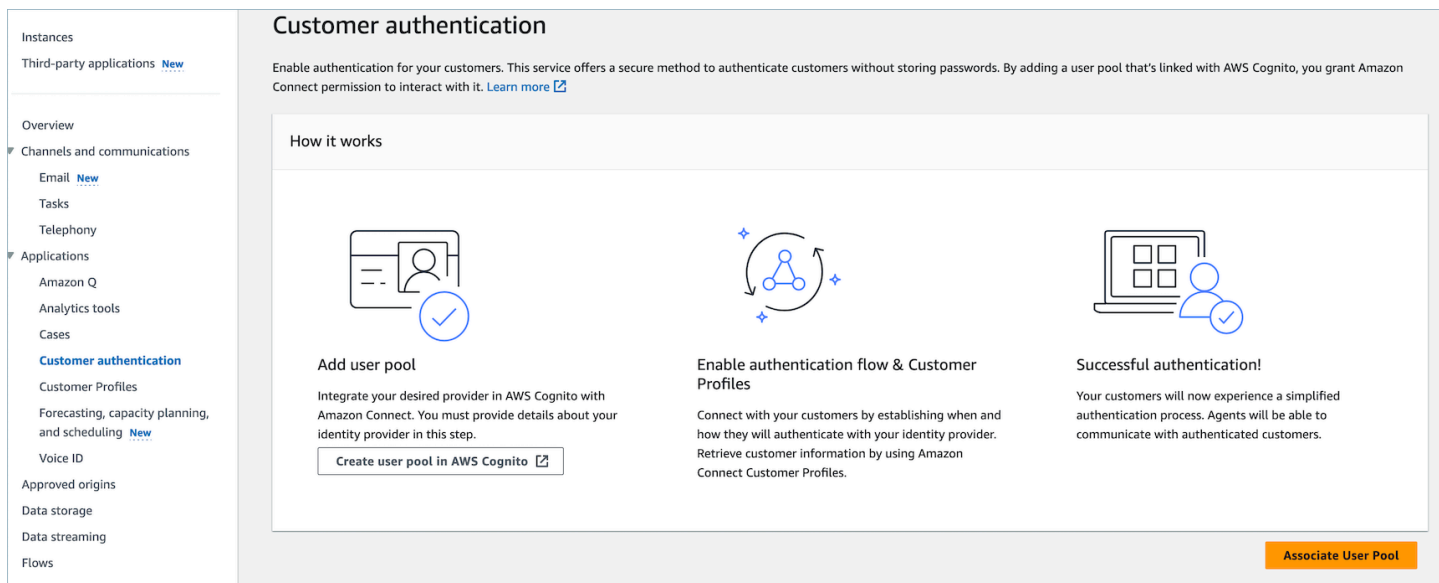 Instances
Third-party applications New
Overview
Channels and communications
Email New
Tasks
Telephony
Applications
Amazon Q
Analytics tools
Cases
Customer authentication
Customer Profiles
Forecasting, capacity planning,
and scheduling New
Voice ID
Approved origins
Data storage
Data streaming
Flows
Customer authentication
Enable authentication for your customers. This service offers a secure method to authenticate customers without storing passwords. By adding a user pool that's linked with AWS Cognito, you grant Amazon
Connect permission to interact with it. Learn more
How it works
Add user pool
Integrate your desired provider in AWS Cognito with
Amazon Connect. You must provide details about your
identity provider in this step.
Create user pool in AWS Cognito
Enable authentication flow & Customer
Profiles
Connect with your customers by establishing when and
how they will authenticate with your identity provider.
Retrieve customer information by using Amazon
Connect Customer Profiles.
Successful authentication!
Your customers will now experience a simplified
authentication process. Agents will be able to
communicate with authenticated customers.
Associate User Pool